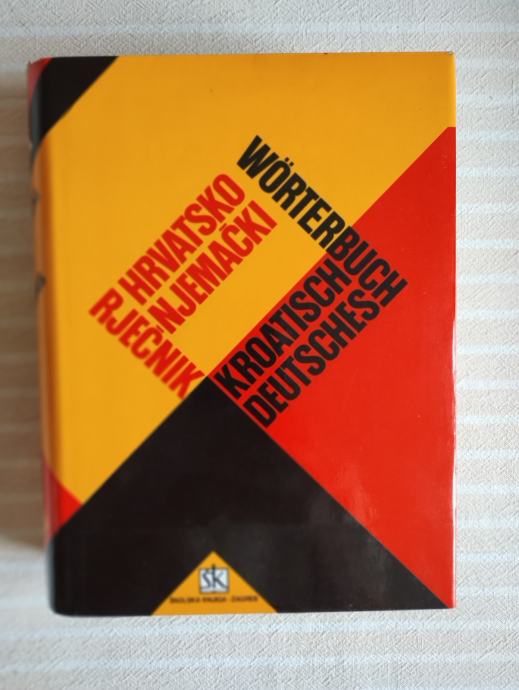 HRVATSKO
-NJEMAČKI
RJEČNIK
WÖRTERBUCH
KROATISCH-
DEUTSCHES
ŠK
ŠKOLSKA KNJIGA · ZAGREB